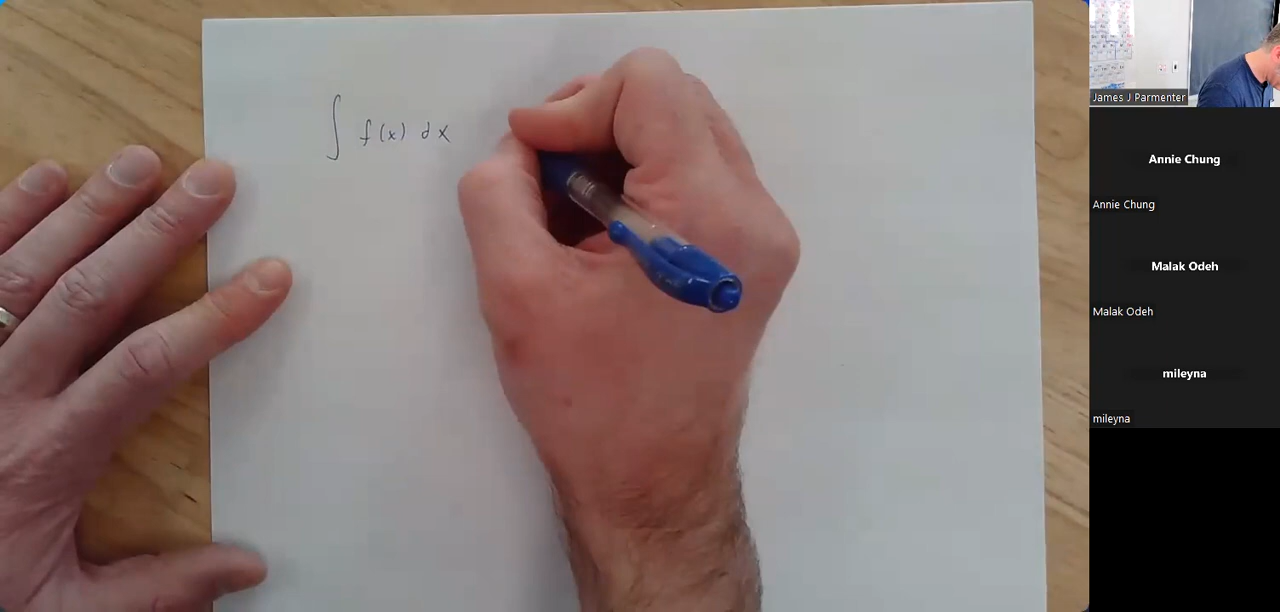 ∫ f(x) dx
James J Parmenter
Annie Chung
Annie Chung
Malak Odeh
Malak Odeh
mileyna
mileyna